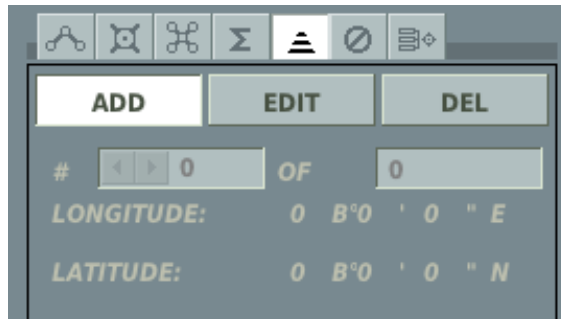 Σ
ADD EDIT DEL
# 0 OF 0
LONGITUDE: 0 B°0 ' 0 " E
LATITUDE: 0 B°0 ' 0 " N